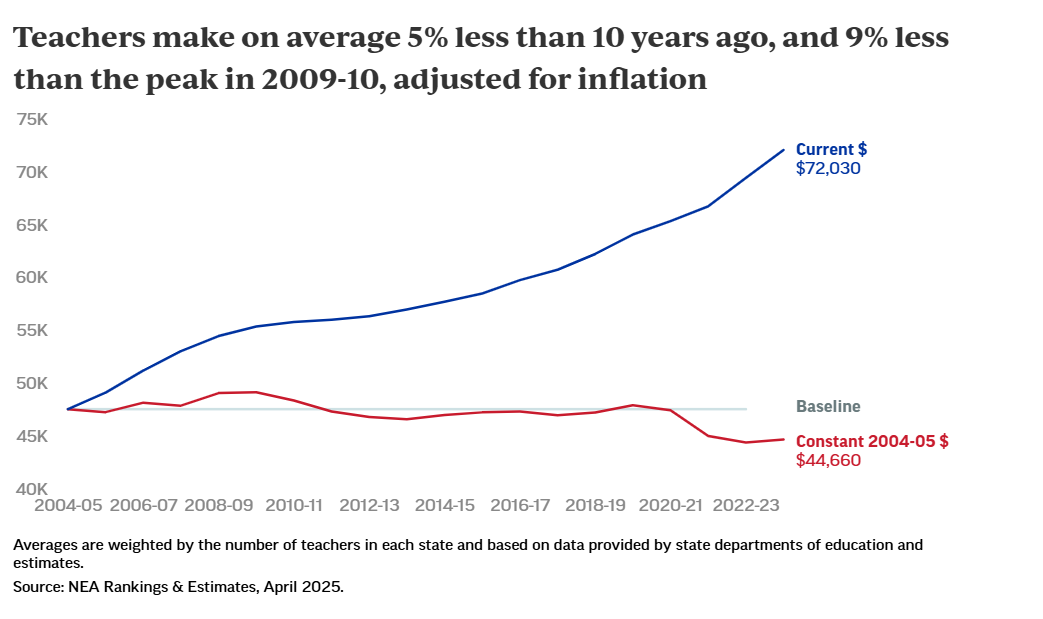 Teachers make on average 5% less than 10 years ago, and 9% less
than the peak in 2009-10, adjusted for inflation
75K
Current $
$72,030
70K
65K
60K
55K
50K
Baseline
45K
Constant 2004-05 $
$44,660
40K
2004-05 2006-07 2008-09 2010-11 2012-13 2014-15 2016-17 2018-19 2020-21 2022-23
Averages are weighted by the number of teachers in each state and based on data provided by state departments of education and
estimates.
Source: NEA Rankings & Estimates, April 2025.